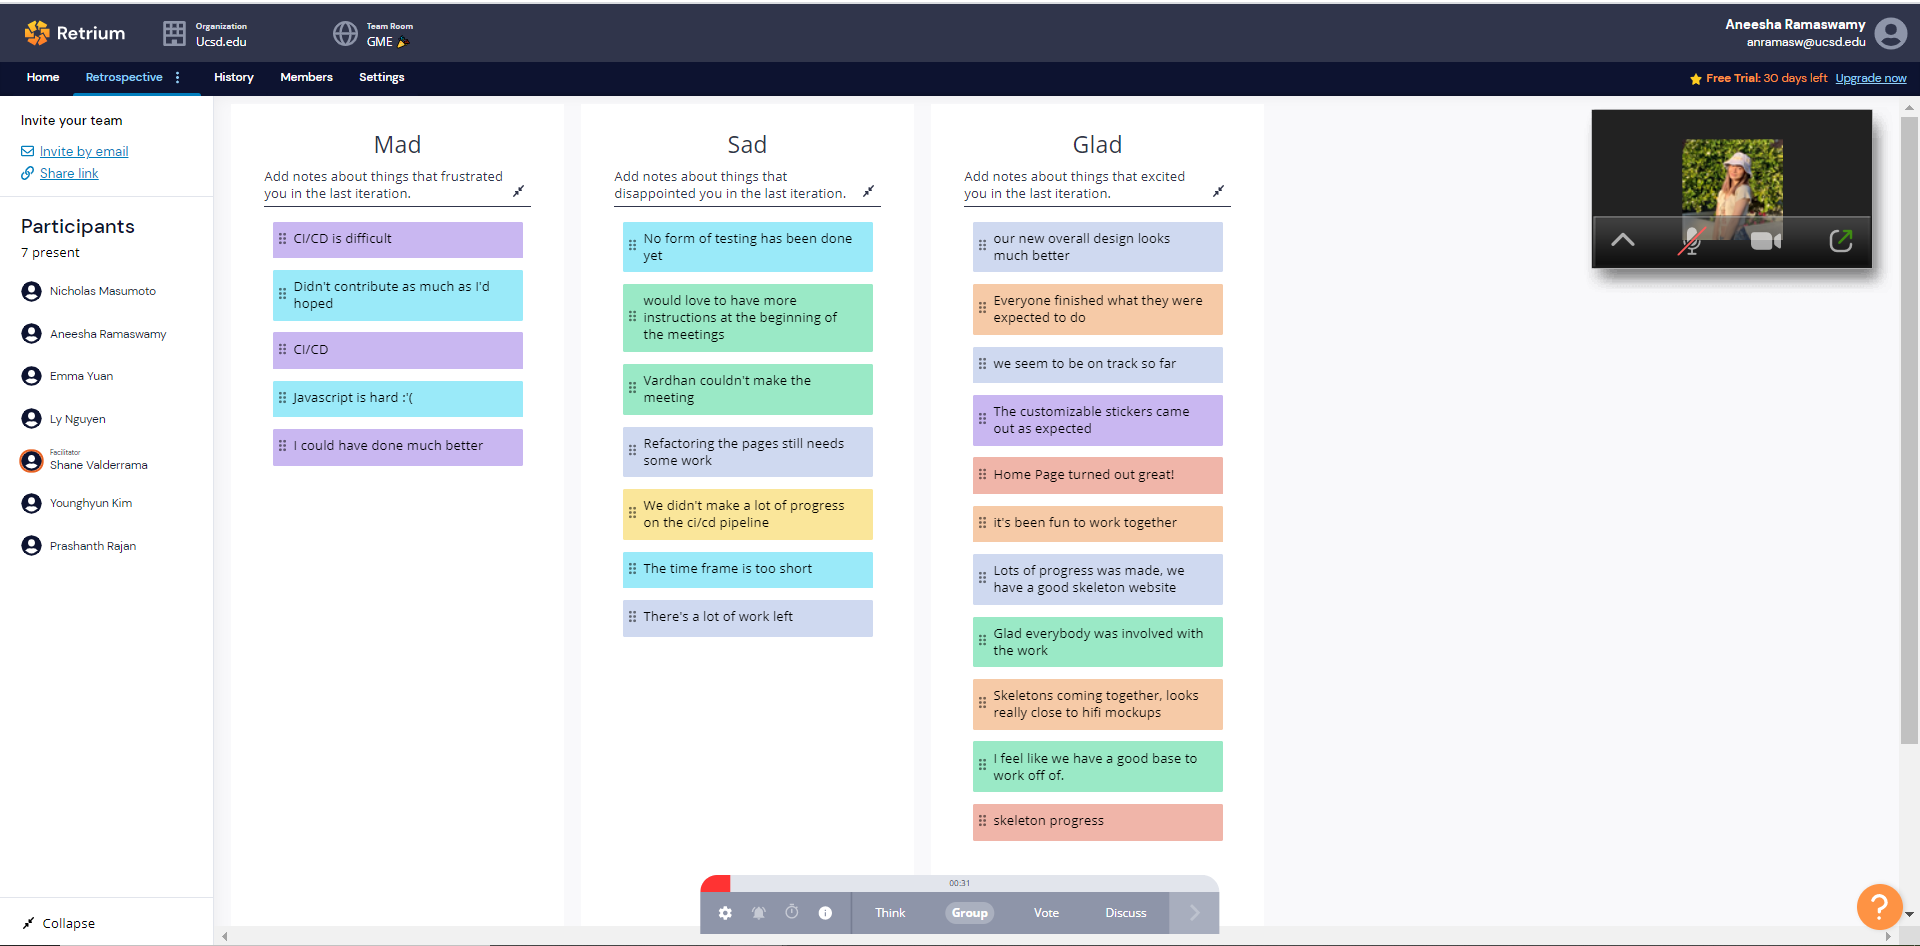 Retrium
Organization
Ucsd.edu
Team Room
GME
Aneesha Ramaswamy
anramasw@ucsd.edu
Home
Retrospective
History
Members
Settings
Free Trial: 30 days left Upgrade now
Invite your team
Invite by email
Share link
Participants
7 present
Nicholas Masumoto
Aneesha Ramaswamy
Emma Yuan
Ly Nguyen
Facilitator
Shane Valderrama
Younghyun Kim
Prashanth Rajan
Collapse
Mad
Add notes about things that frustrated
you in the last iteration.
CI/CD is difficult
Didn't contribute as much as I'd
hoped
CI/CD
Javascript is hard :'(
I could have done much better
Sad
Add notes about things that
disappointed you in the last iteration.
No form of testing has been done
yet
would love to have more
instructions at the beginning of
the meetings
Vardhan couldn't make the
meeting
Refactoring the pages still needs
some work
We didn't make a lot of progress
on the ci/cd pipeline
The time frame is too short
There's a lot of work left
Glad
Add notes about things that excited
you in the last iteration.
our new overall design looks
much better
Everyone finished what they were
expected to do
we seem to be on track so far
The customizable stickers came
out as expected
Home Page turned out great!
it's been fun to work together
Lots of progress was made, we
have a good skeleton website
Glad everybody was involved with
the work
Skeletons coming together, looks
really close to hifi mockups
I feel like we have a good base to
work off of.
skeleton progress
00:31
Think
Group
Vote
Discuss
?